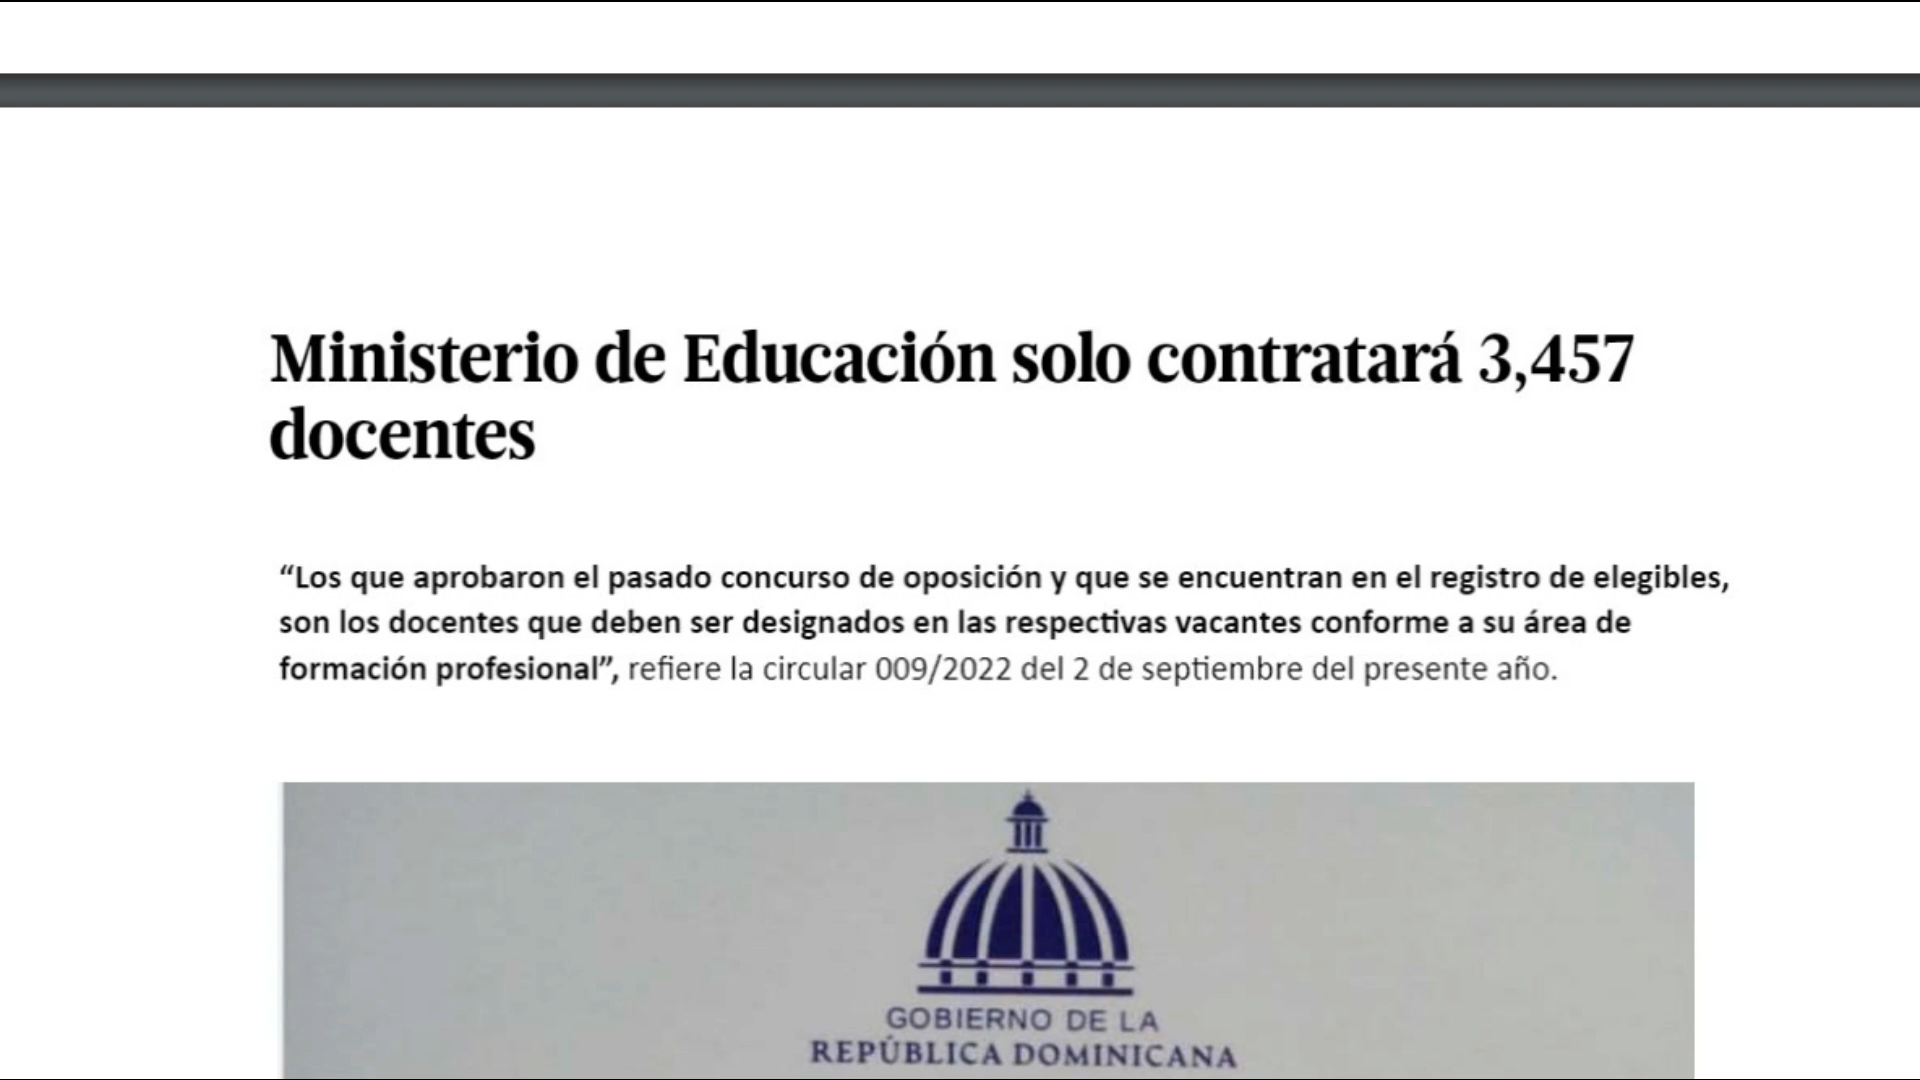 Ministerio de Educación solo contratará 3,457
docentes
“Los que aprobaron el pasado concurso de oposición y que se encuentran en el registro de elegibles,
son los docentes que deben ser designados en las respectivas vacantes conforme a su área de
formación profesional”, refiere la circular 009/2022 del 2 de septiembre del presente año.
GOBIERNO DE LA
REPÚBLICA DOMINICANA